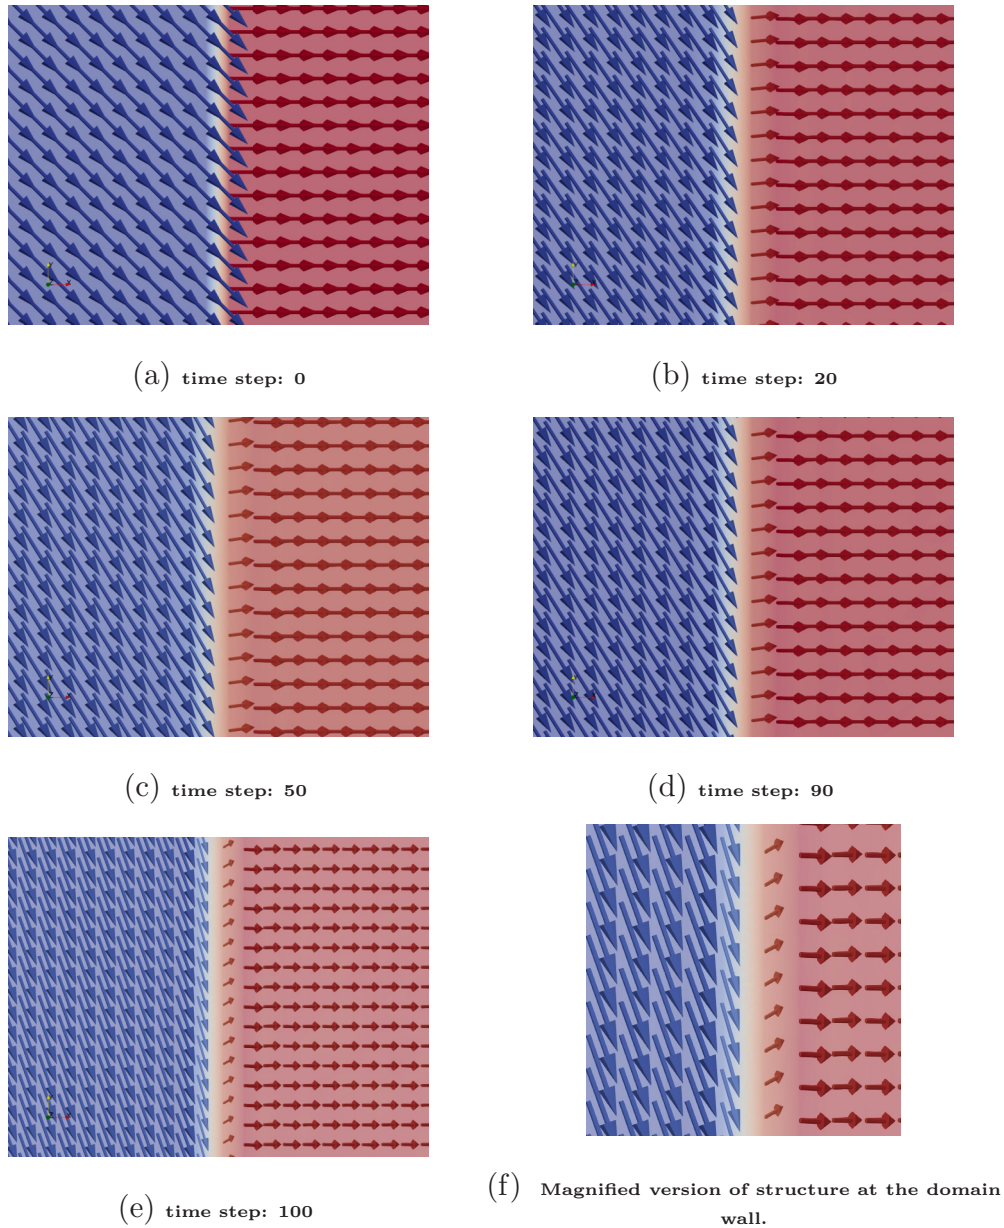 (a) time step: 0
(b) time step: 20
(c) time step: 50
(d) time step: 90
(e) time step: 100
(f) Magnified version of structure at the domain
wall.